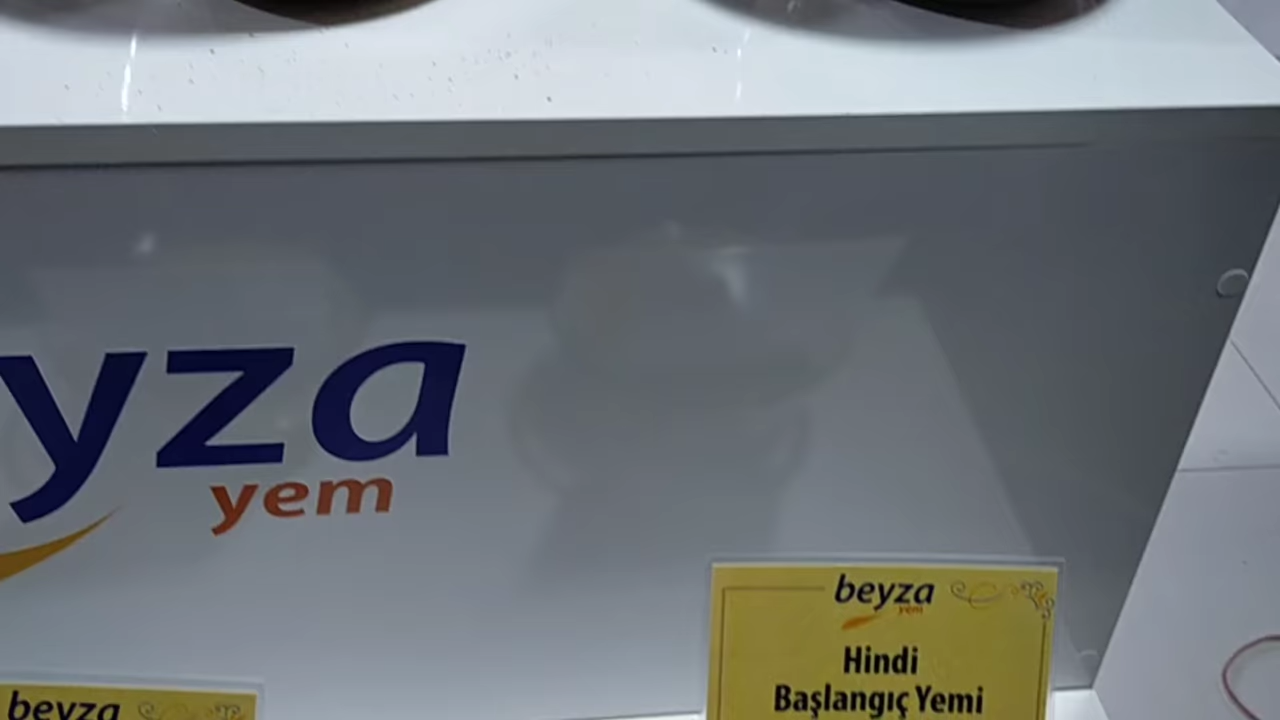 yza
yem
beyza
yem
Hindi
Başlangıç Yemi
beyza